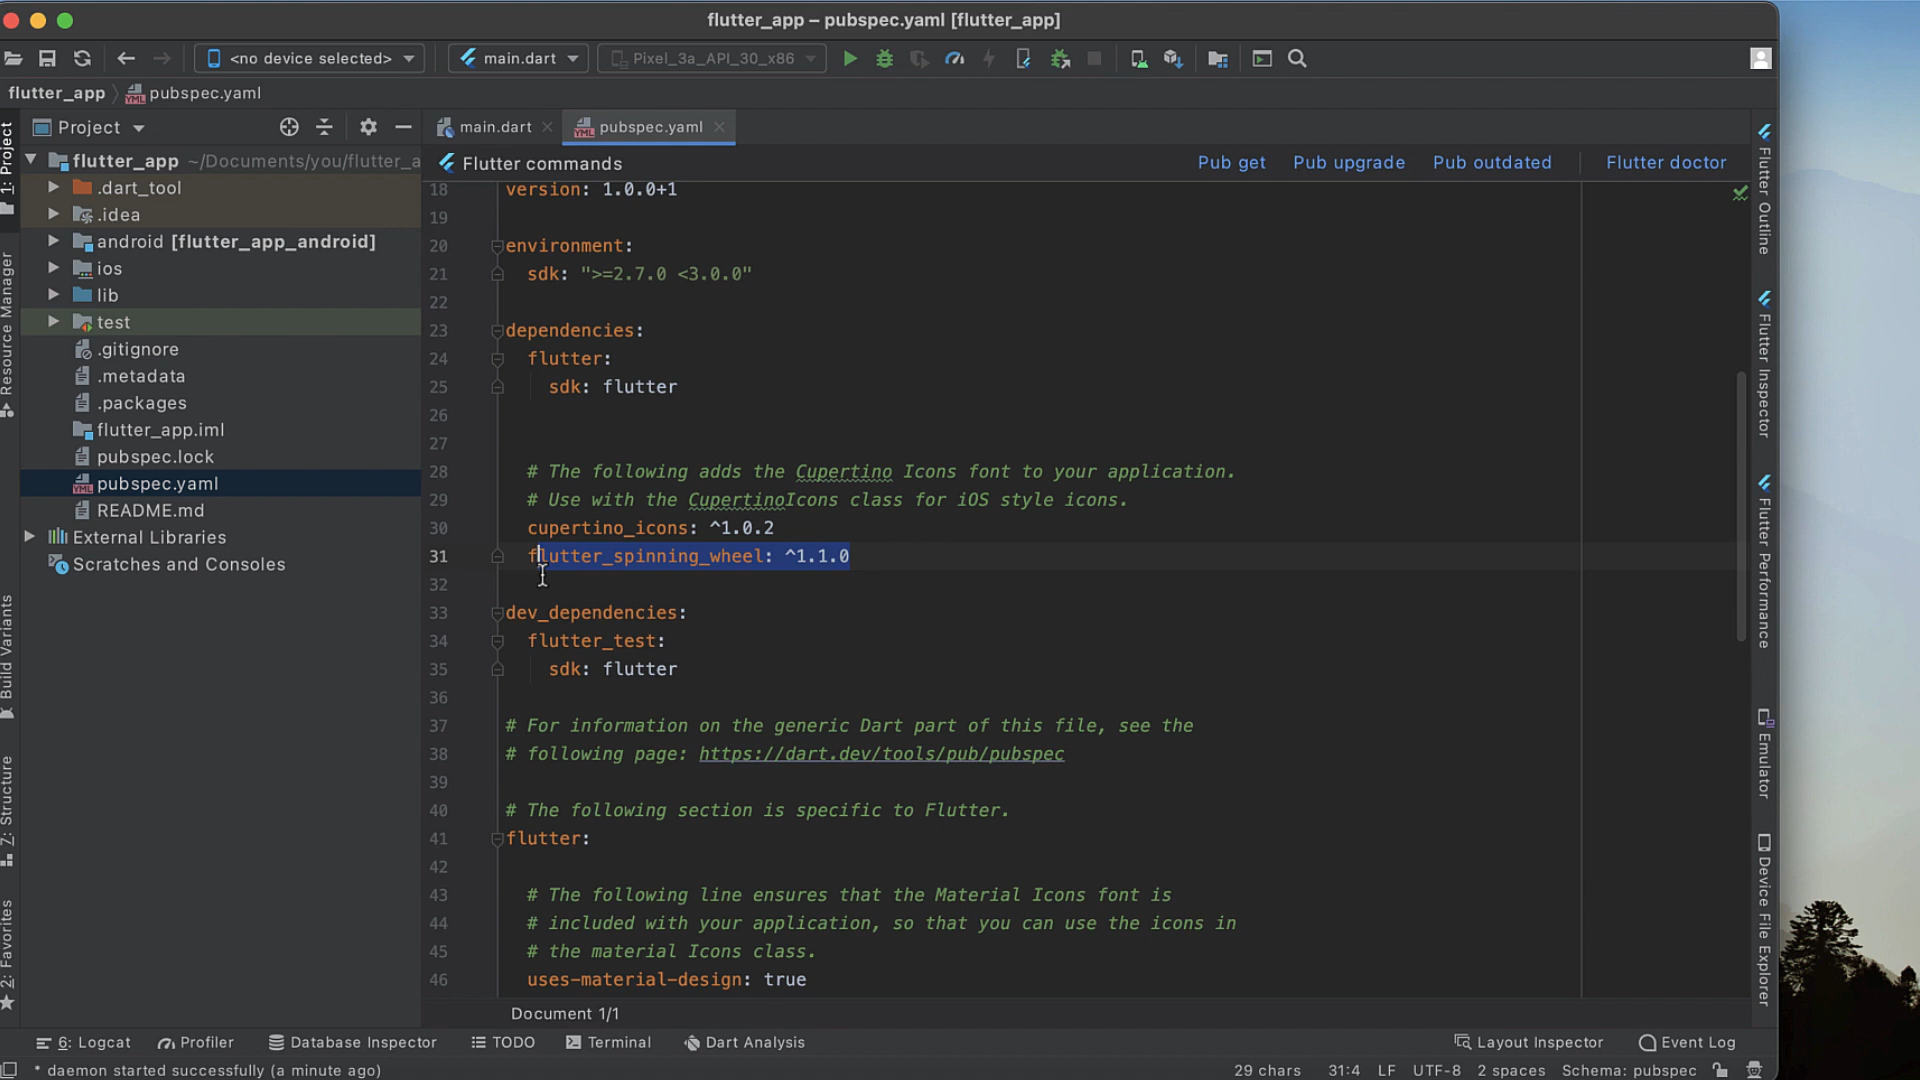 flutter_app – pubspec.yaml [flutter_app]
<no device selected> main.dart Pixel_3a_API_30_x86
flutter_app pubspec.yaml
Project
main.dart pubspec.yaml
Flutter commands Pub get Pub upgrade Pub outdated Flutter doctor
flutter_app ~/Documents/you/flutter_a
.dart_tool
.idea
android [flutter_app_android]
ios
lib
test
.gitignore
.metadata
.packages
flutter_app.iml
pubspec.lock
pubspec.yaml
README.md
External Libraries
Scratches and Consoles
18 version: 1.0.0+1
19
20 environment:
21 sdk: ">=2.7.0 <3.0.0"
22
23 dependencies:
24 flutter:
25 sdk: flutter
26
27
28 # The following adds the Cupertino Icons font to your application.
29 # Use with the CupertinoIcons class for iOS style icons.
30 cupertino_icons: ^1.0.2
31 flutter_spinning_wheel: ^1.1.0
32
33 dev_dependencies:
34 flutter_test:
35 sdk: flutter
36
37 # For information on the generic Dart part of this file, see the
38 # following page: https://dart.dev/tools/pub/pubspec
39
40 # The following section is specific to Flutter.
41 flutter:
42
43 # The following line ensures that the Material Icons font is
44 # included with your application, so that you can use the icons in
45 # the material Icons class.
46 uses-material-design: true
Document 1/1
1: Project
Resource Manager
Build Variants
7: Structure
2: Favorites
Flutter Outline
Flutter Inspector
Flutter Performance
Emulator
Device File Explorer
6: Logcat Profiler Database Inspector TODO Terminal Dart Analysis Layout Inspector Event Log
* daemon started successfully (a minute ago) 29 chars 31:4 LF UTF-8 2 spaces Schema: pubspec